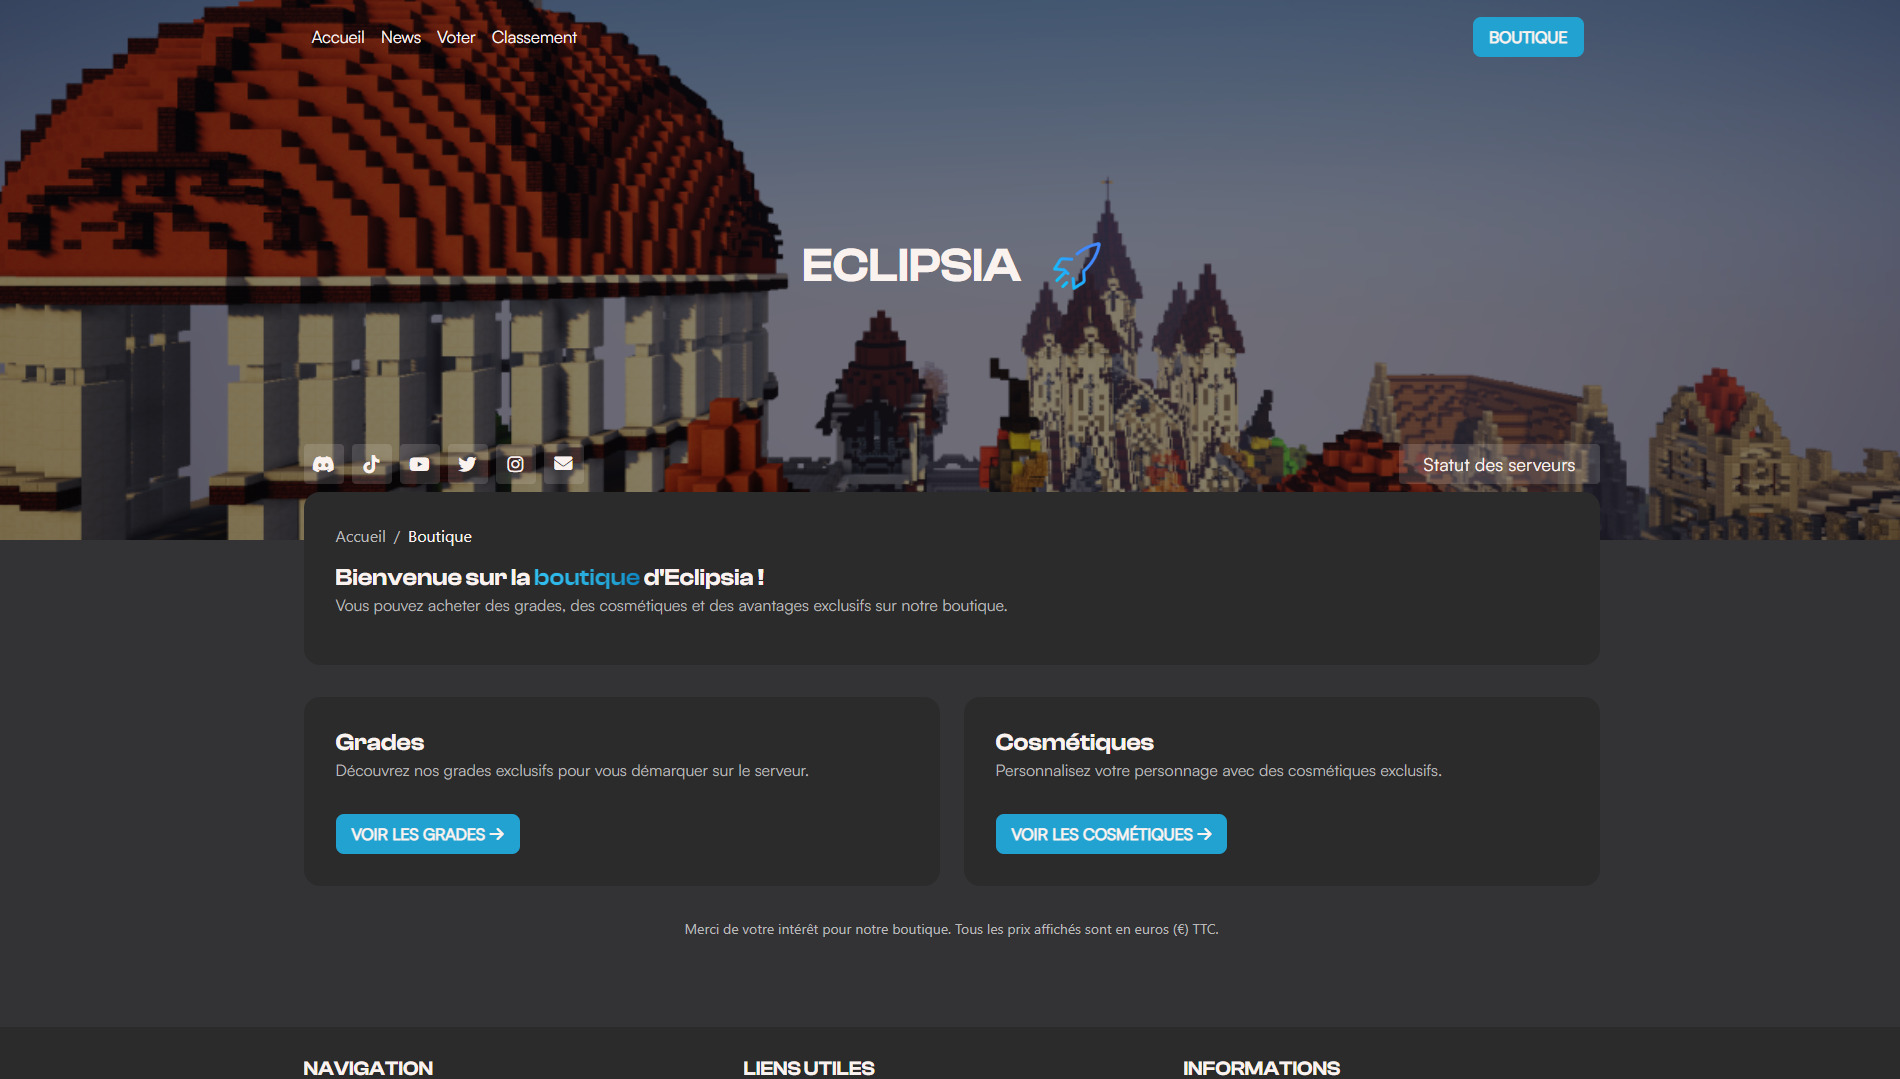 Accueil News Voter Classement
BOUTIQUE
ECLIPSIA
Statut des serveurs
Accueil / Boutique
Bienvenue sur la boutique d'Eclipsia !
Vous pouvez acheter des grades, des cosmétiques et des avantages exclusifs sur notre boutique.
Grades
Découvrez nos grades exclusifs pour vous démarquer sur le serveur.
VOIR LES GRADES →
Cosmétiques
Personnalisez votre personnage avec des cosmétiques exclusifs.
VOIR LES COSMÉTIQUES →
Merci de votre intérêt pour notre boutique. Tous les prix affichés sont en euros (€) TTC.
NAVIGATION
LIENS UTILES
INFORMATIONS